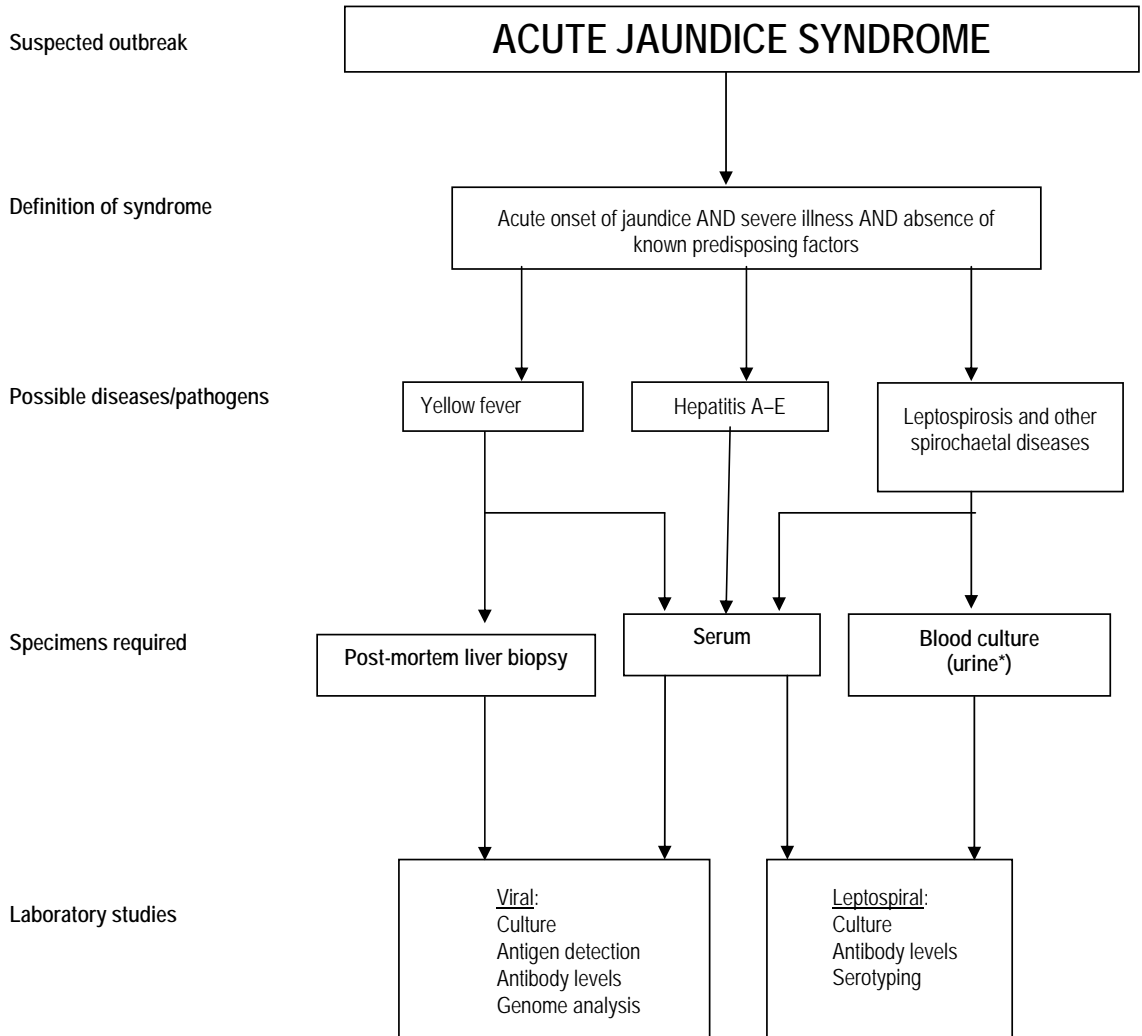 Suspected outbreak
ACUTE JAUNDICE SYNDROME
Definition of syndrome
Acute onset of jaundice AND severe illness AND absence of
known predisposing factors
Possible diseases/pathogens
Yellow fever
Hepatitis A–E
Leptospirosis and other
spirochaetal diseases
Specimens required
Post-mortem liver biopsy
Serum
Blood culture
(urine*)
Laboratory studies
Viral:
Culture
Antigen detection
Antibody levels
Genome analysis
Leptospiral:
Culture
Antibody levels
Serotyping